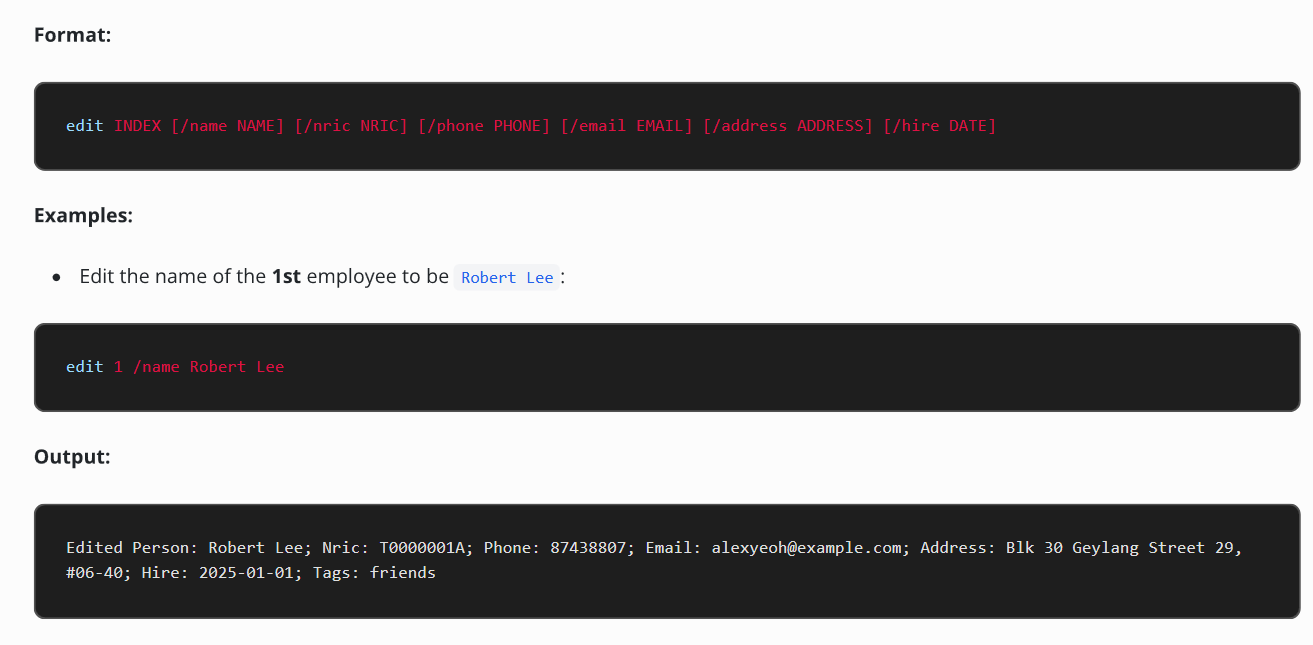 Format:
edit INDEX [/name NAME] [/nric NRIC] [/phone PHONE] [/email EMAIL] [/address ADDRESS] [/hire DATE]
Examples:
• Edit the name of the 1st employee to be Robert Lee:
edit 1 /name Robert Lee
Output:
Edited Person: Robert Lee; Nric: T0000001A; Phone: 87438807; Email: alexyeoh@example.com; Address: Blk 30 Geylang Street 29,
#06-40; Hire: 2025-01-01; Tags: friends